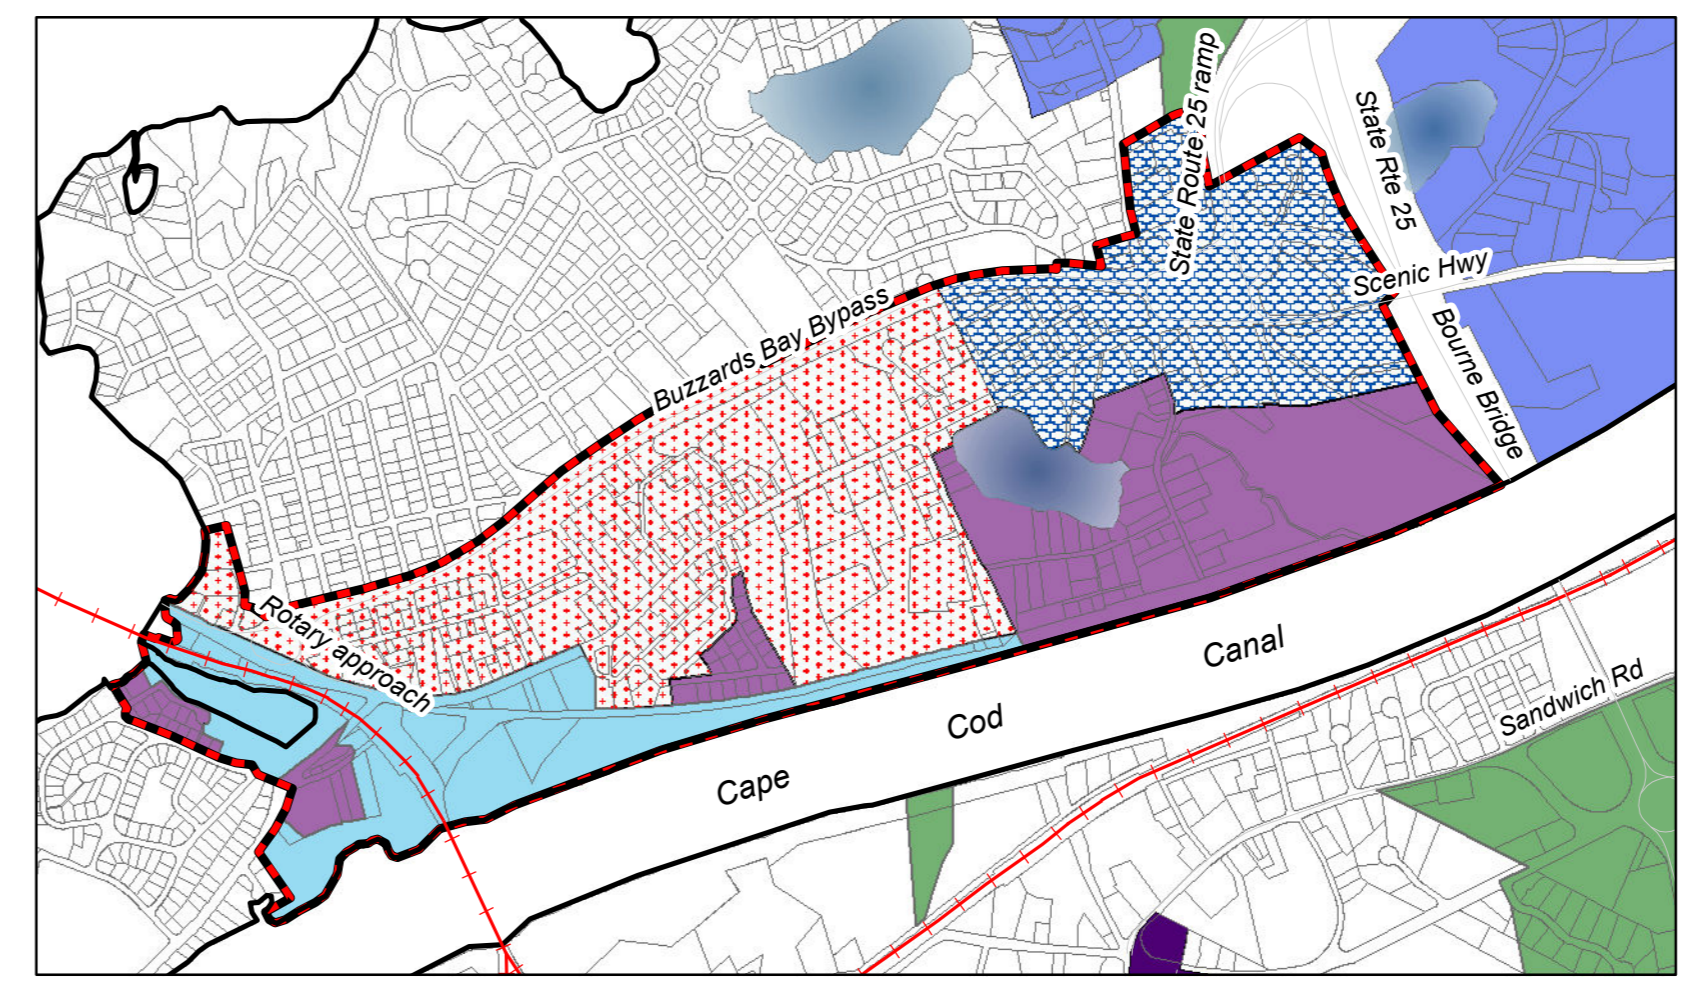 State Route 25 ramp
State Rte 25
Scenic Hwy
Buzzards Bay Bypass
Bourne Bridge
Rotary approach
Cape
Cod
Canal
Sandwich Rd